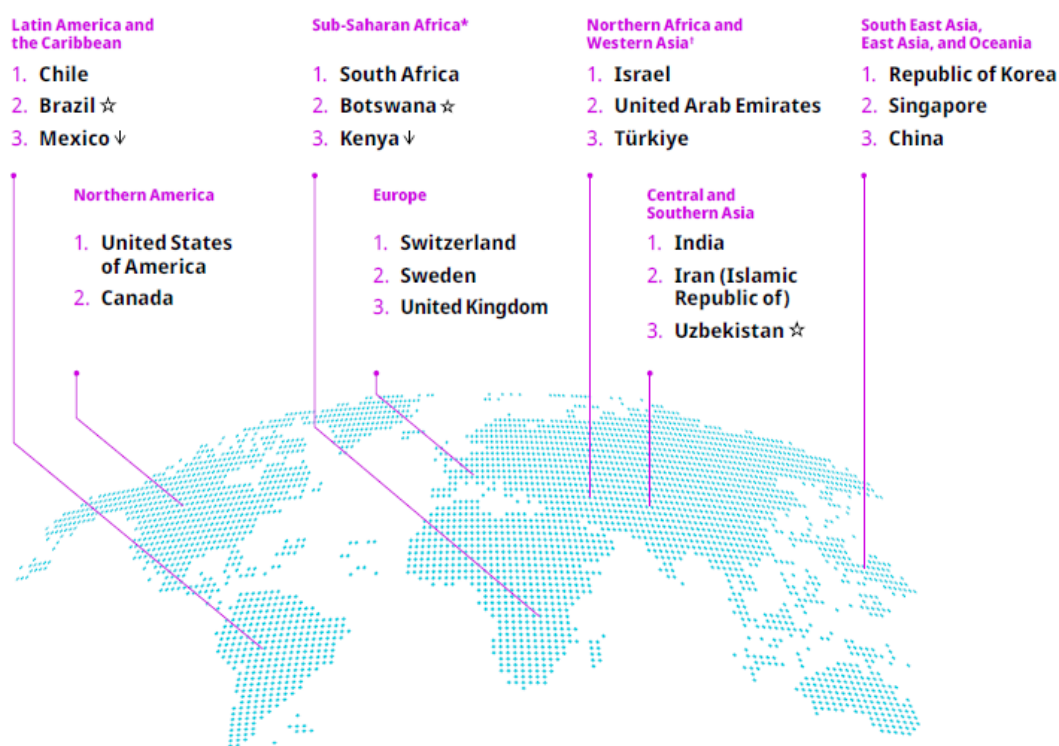 Latin America and
the Caribbean
1. Chile
2. Brazil ☆
3. Mexico ↓
Sub-Saharan Africa*
1. South Africa
2. Botswana ☆
3. Kenya ↓
Northern Africa and
Western Asia†
1. Israel
2. United Arab Emirates
3. Türkiye
South East Asia,
East Asia, and Oceania
1. Republic of Korea
2. Singapore
3. China
Northern America
1. United States
of America
2. Canada
Europe
1. Switzerland
2. Sweden
3. United Kingdom
Central and
Southern Asia
1. India
2. Iran (Islamic
Republic of)
3. Uzbekistan ☆